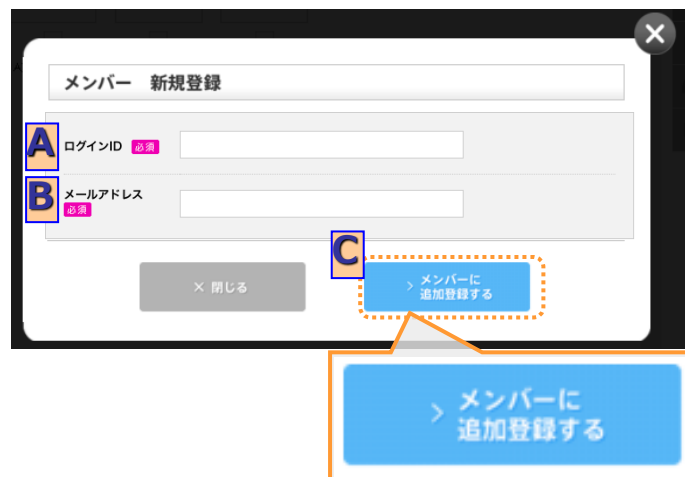 メンバー　新規登録
A
ログインID 必須
B
メールアドレス
必須
C
× 閉じる
> メンバーに
追加登録する
> メンバーに
追加登録する